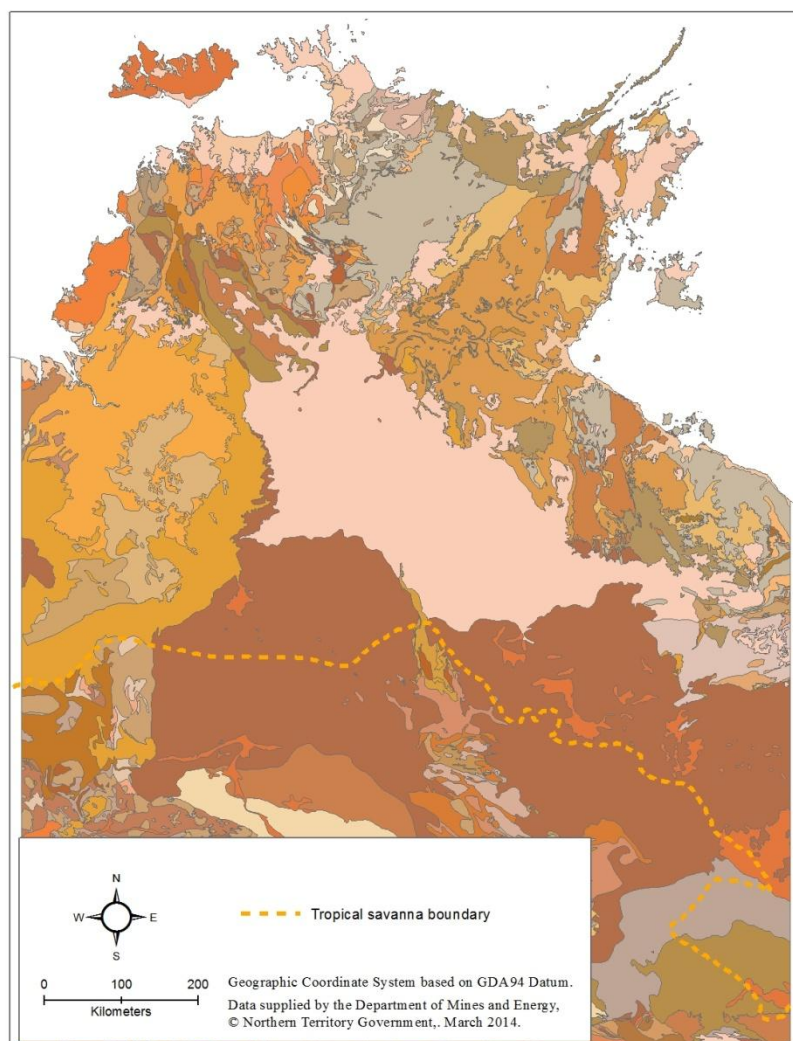 N
W E
S
Tropical savanna boundary
0 100 200
Kilometers
Geographic Coordinate System based on GDA94 Datum.
Data supplied by the Department of Mines and Energy,
© Northern Territory Government,. March 2014.